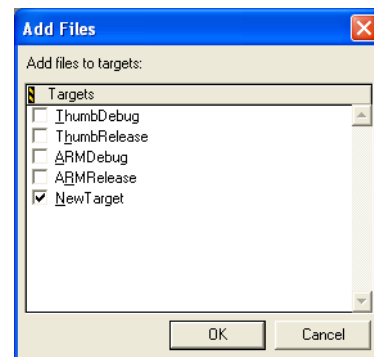 Add Files
Add files to targets:
Targets
ThumbDebug
ThumbRelease
ARMDebug
ARMRelease
NewTarget
OK Cancel